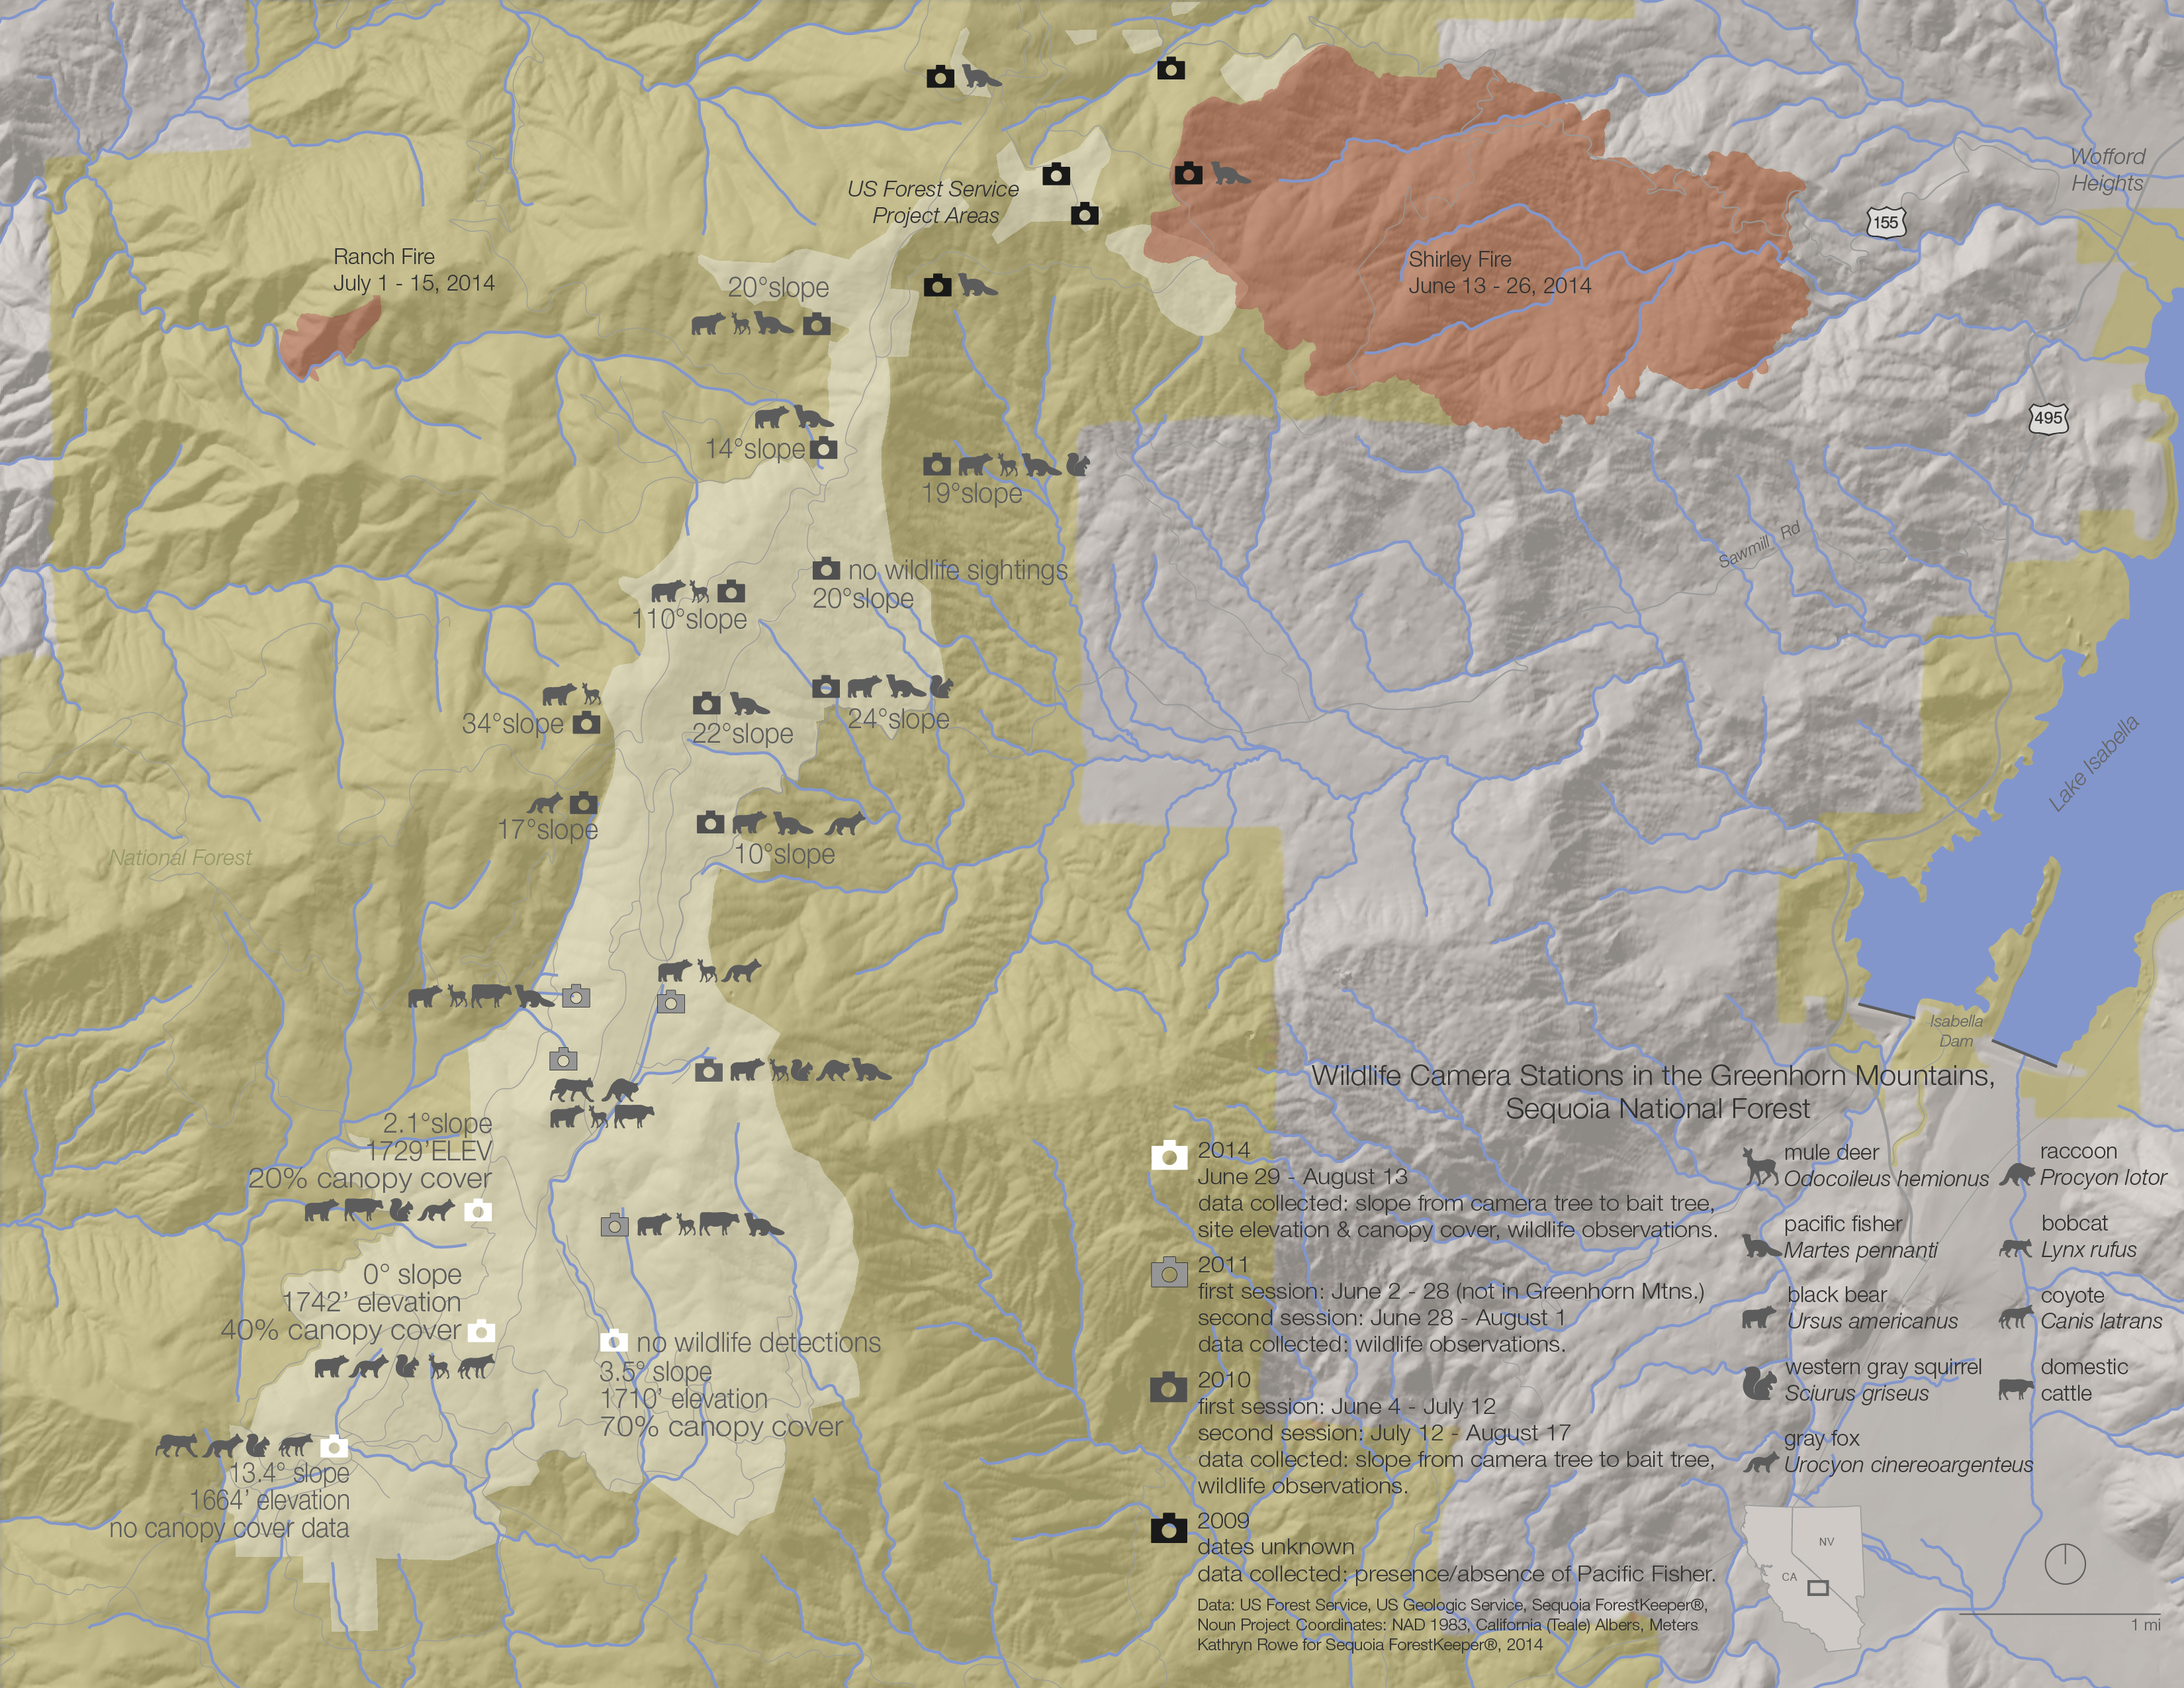 US Forest Service
Project Areas
Wofford
Heights
155
Ranch Fire
July 1 - 15, 2014
Shirley Fire
June 13 - 26, 2014
20°slope
14°slope
495
19°slope
Sawmill Rd
no wildlife sightings
20°slope
110°slope
34°slope
22°slope
24°slope
Lake Isabella
17°slope
10°slope
National Forest
Isabella
Dam
2.1°slope
1729'ELEV
20% canopy cover
0° slope
1742' elevation
40% canopy cover
no wildlife detections
3.5° slope
1710' elevation
70% canopy cover
13.4° slope
1664' elevation
no canopy cover data
Wildlife Camera Stations in the Greenhorn Mountains,
Sequoia National Forest
2014
June 29 - August 13
data collected: slope from camera tree to bait tree,
site elevation & canopy cover, wildlife observations.
2011
first session: June 2 - 28 (not in Greenhorn Mtns.)
second session: June 28 - August 1
data collected: wildlife observations.
2010
first session: June 4 - July 12
second session: July 12 - August 17
data collected: slope from camera tree to bait tree,
wildlife observations.
2009
dates unknown
data collected: presence/absence of Pacific Fisher.
Data: US Forest Service, US Geologic Service, Sequoia ForestKeeper®,
Noun Project Coordinates: NAD 1983, California (Teale) Albers, Meters
Kathryn Rowe for Sequoia ForestKeeper®, 2014
mule deer
Odocoileus hemionus
pacific fisher
Martes pennanti
black bear
Ursus americanus
western gray squirrel
Sciurus griseus
gray fox
Urocyon cinereoargenteus
raccoon
Procyon lotor
bobcat
Lynx rufus
coyote
Canis latrans
domestic
cattle
NV
CA
1 mi